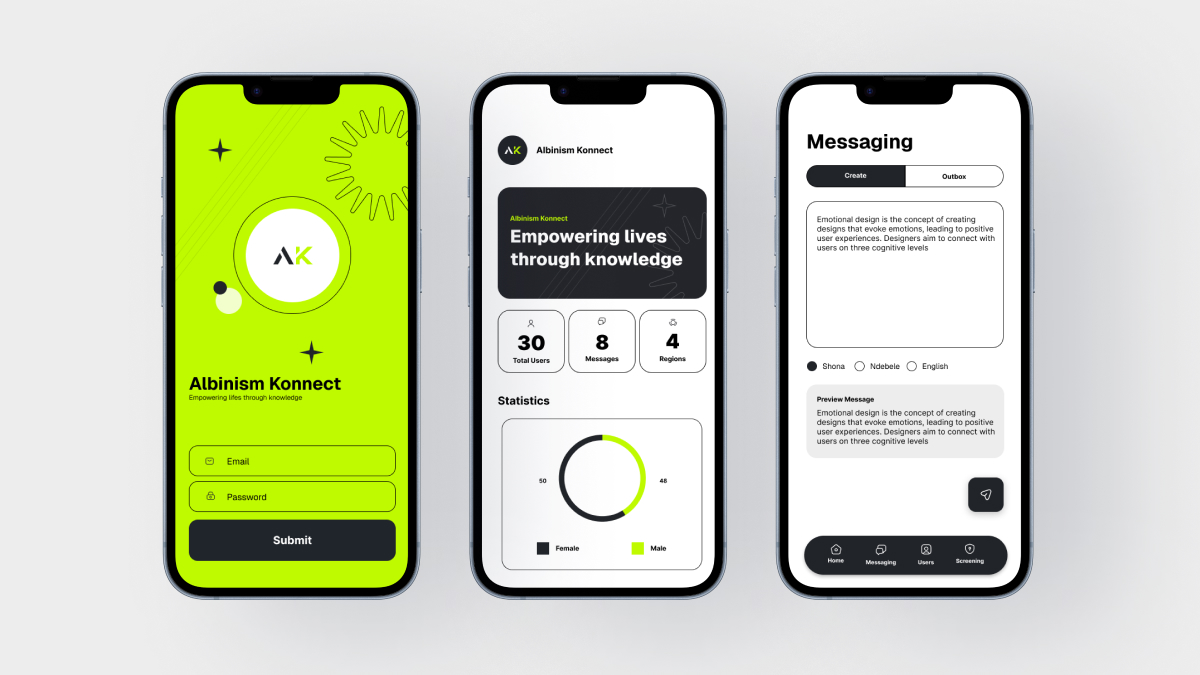 AK
Albinism Konnect
Empowering lifes through knowledge
Email
Password
Submit
AK
Albinism Konnect
Albinism Konnect
Empowering lives
through knowledge
30
Total Users
8
Messages
4
Regions
Statistics
50
48
Female
Male
Messaging
Create
Outbox
Emotional design is the concept of creating
designs that evoke emotions, leading to positive
user experiences. Designers aim to connect with
users on three cognitive levels
Shona
Ndebele
English
Preview Message
Emotional design is the concept of creating
designs that evoke emotions, leading to positive
user experiences. Designers aim to connect with
users on three cognitive levels
Home
Messaging
Users
Screening